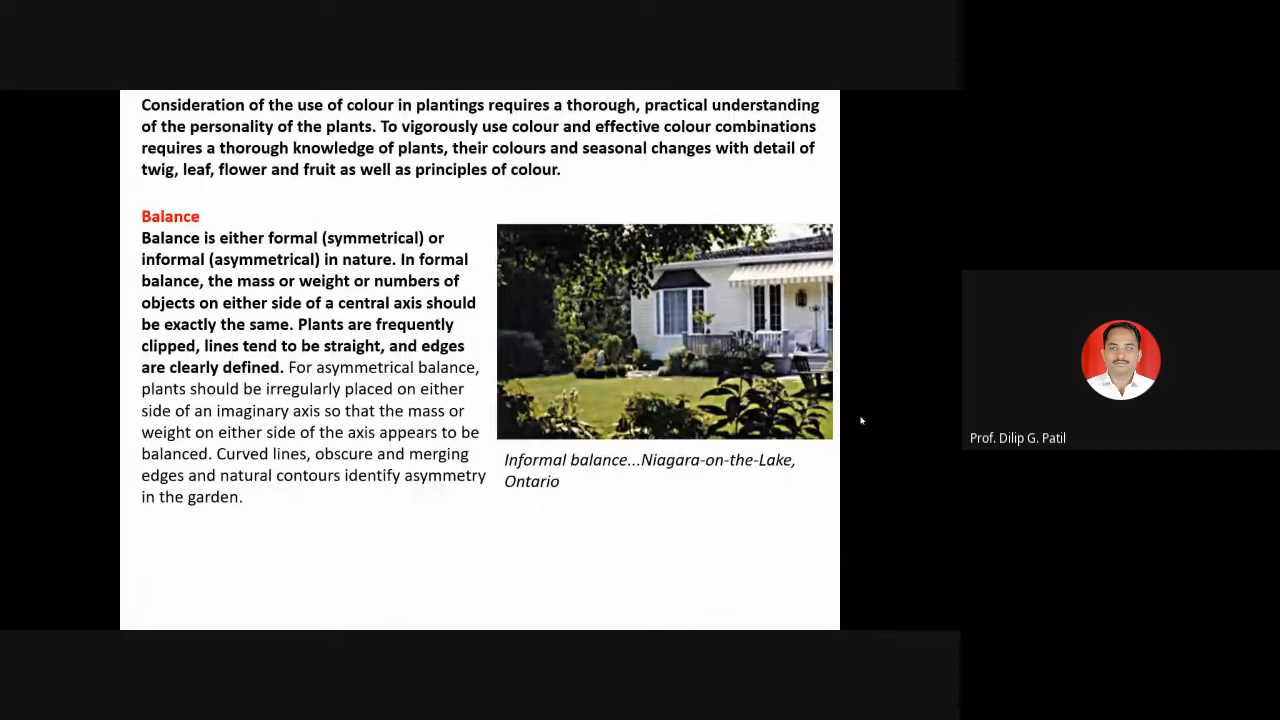 Consideration of the use of colour in plantings requires a thorough, practical understanding
of the personality of the plants. To vigorously use colour and effective colour combinations
requires a thorough knowledge of plants, their colours and seasonal changes with detail of
twig, leaf, flower and fruit as well as principles of colour.
Balance
Balance is either formal (symmetrical) or
informal (asymmetrical) in nature. In formal
balance, the mass or weight or numbers of
objects on either side of a central axis should
be exactly the same. Plants are frequently
clipped, lines tend to be straight, and edges
are clearly defined. For asymmetrical balance,
plants should be irregularly placed on either
side of an imaginary axis so that the mass or
weight on either side of the axis appears to be
balanced. Curved lines, obscure and merging
edges and natural contours identify asymmetry
in the garden.
Informal balance...Niagara-on-the-Lake,
Ontario
Prof. Dilip G. Patil